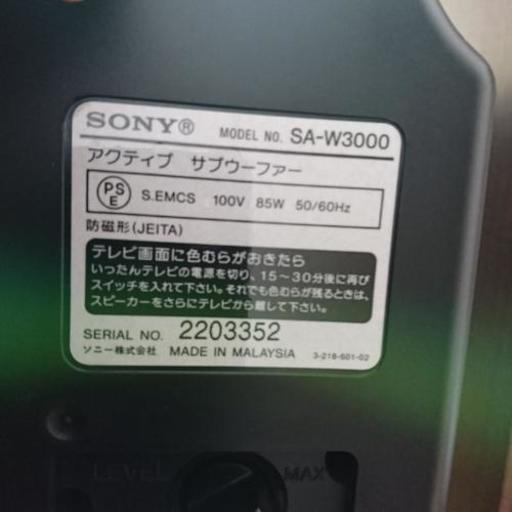 SONY® MODEL NO. SA-W3000
アクティブ サブウーファー
PS E S.EMCS 100V 85W 50/60Hz
防磁形(JEITA)
テレビ画面に色むらがおきたら
いったんテレビの電源を切り、15~30分後に再び
スイッチを入れて下さい。それでも色むらが残るときは、
スピーカーをさらにテレビから離して下さい。
SERIAL NO. 2203352
ソニー株式会社 MADE IN MALAYSIA 3-218-601-02
LEVEL MAX